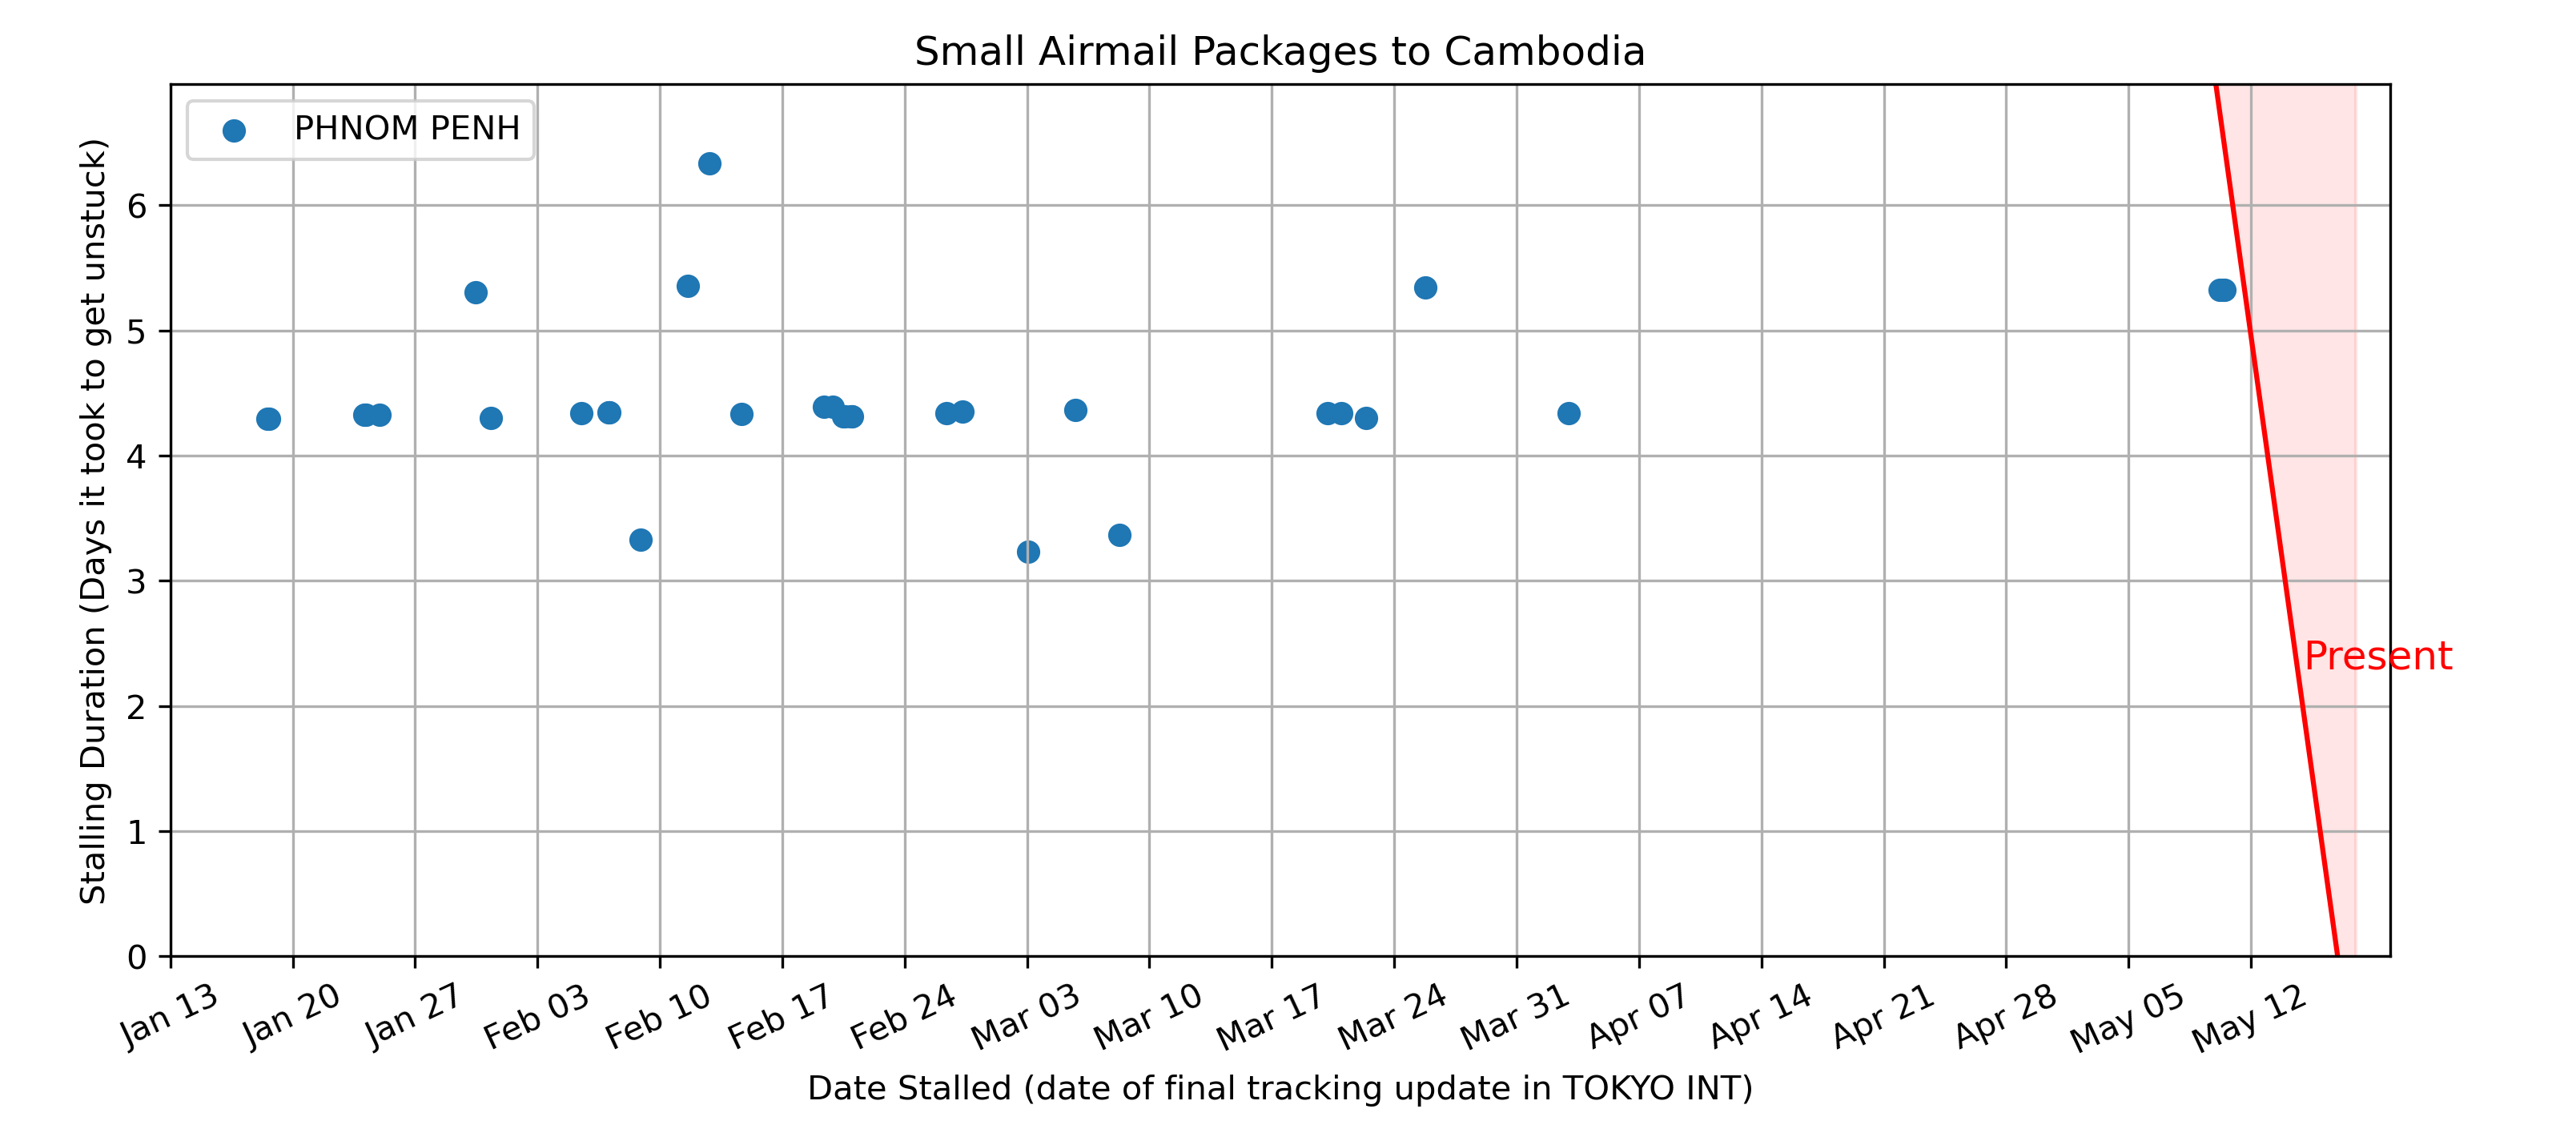 Small Airmail Packages to Cambodia
PHNOM PENH
Stalling Duration (Days it took to get unstuck)
6
5
4
3
2
1
0
Present
Jan 13
Jan 20
Jan 27
Feb 03
Feb 10
Feb 17
Feb 24
Mar 03
Mar 10
Mar 17
Mar 24
Mar 31
Apr 07
Apr 14
Apr 21
Apr 28
May 05
May 12
Date Stalled (date of final tracking update in TOKYO INT)